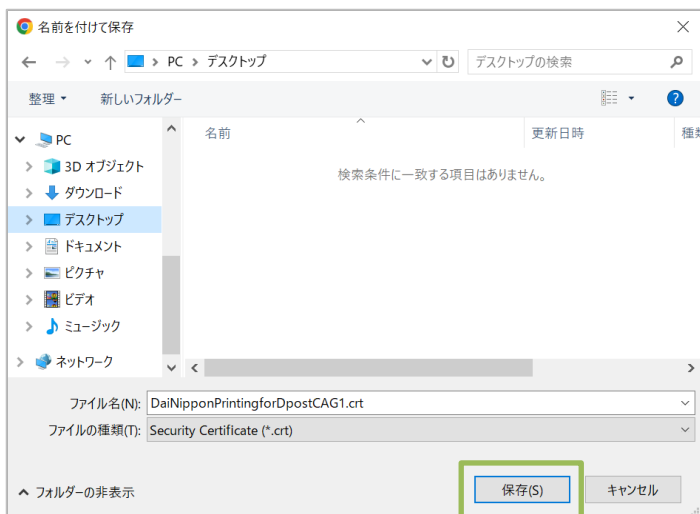 名前を付けて保存
PC > デスクトップ
デスクトップの検索
整理
新しいフォルダー
PC
3D オブジェクト
ダウンロード
デスクトップ
ドキュメント
ピクチャ
ビデオ
ミュージック
ネットワーク
名前
更新日時
種類
検索条件に一致する項目はありません。
ファイル名(N): DaiNipponPrintingforDpostCAG1.crt
ファイルの種類(T): Security Certificate (*.crt)
フォルダーの非表示
保存(S)
キャンセル